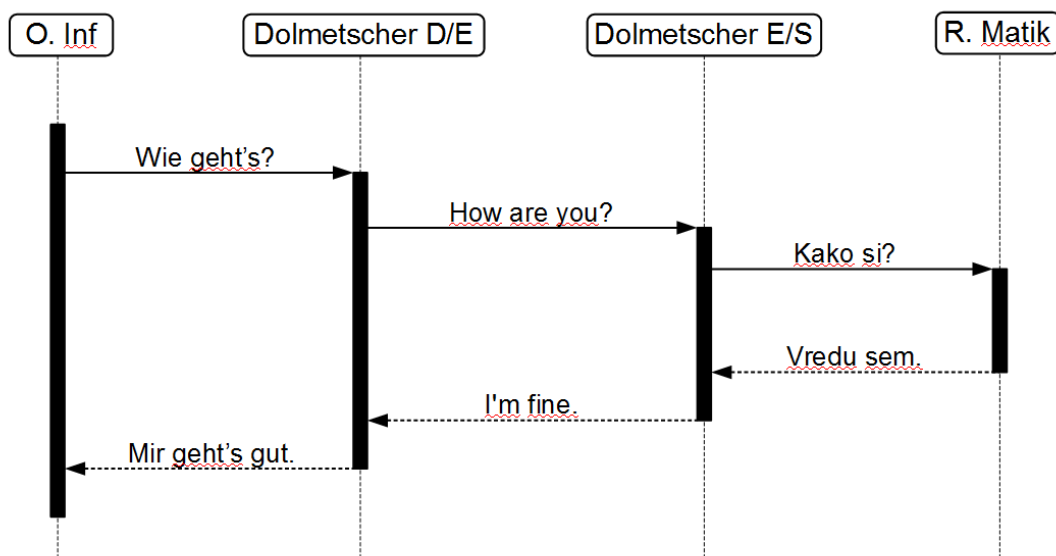 O. Inf
Dolmetscher D/E
Dolmetscher E/S
R. Matik
Wie geht’s?
How are you?
Kako si?
Vredu sem.
I'm fine.
Mir geht’s gut.